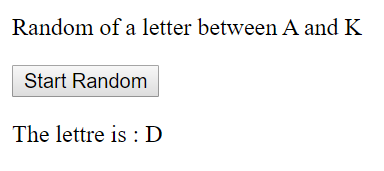 Random of a letter between A and K
Start Random
The lettre is : D